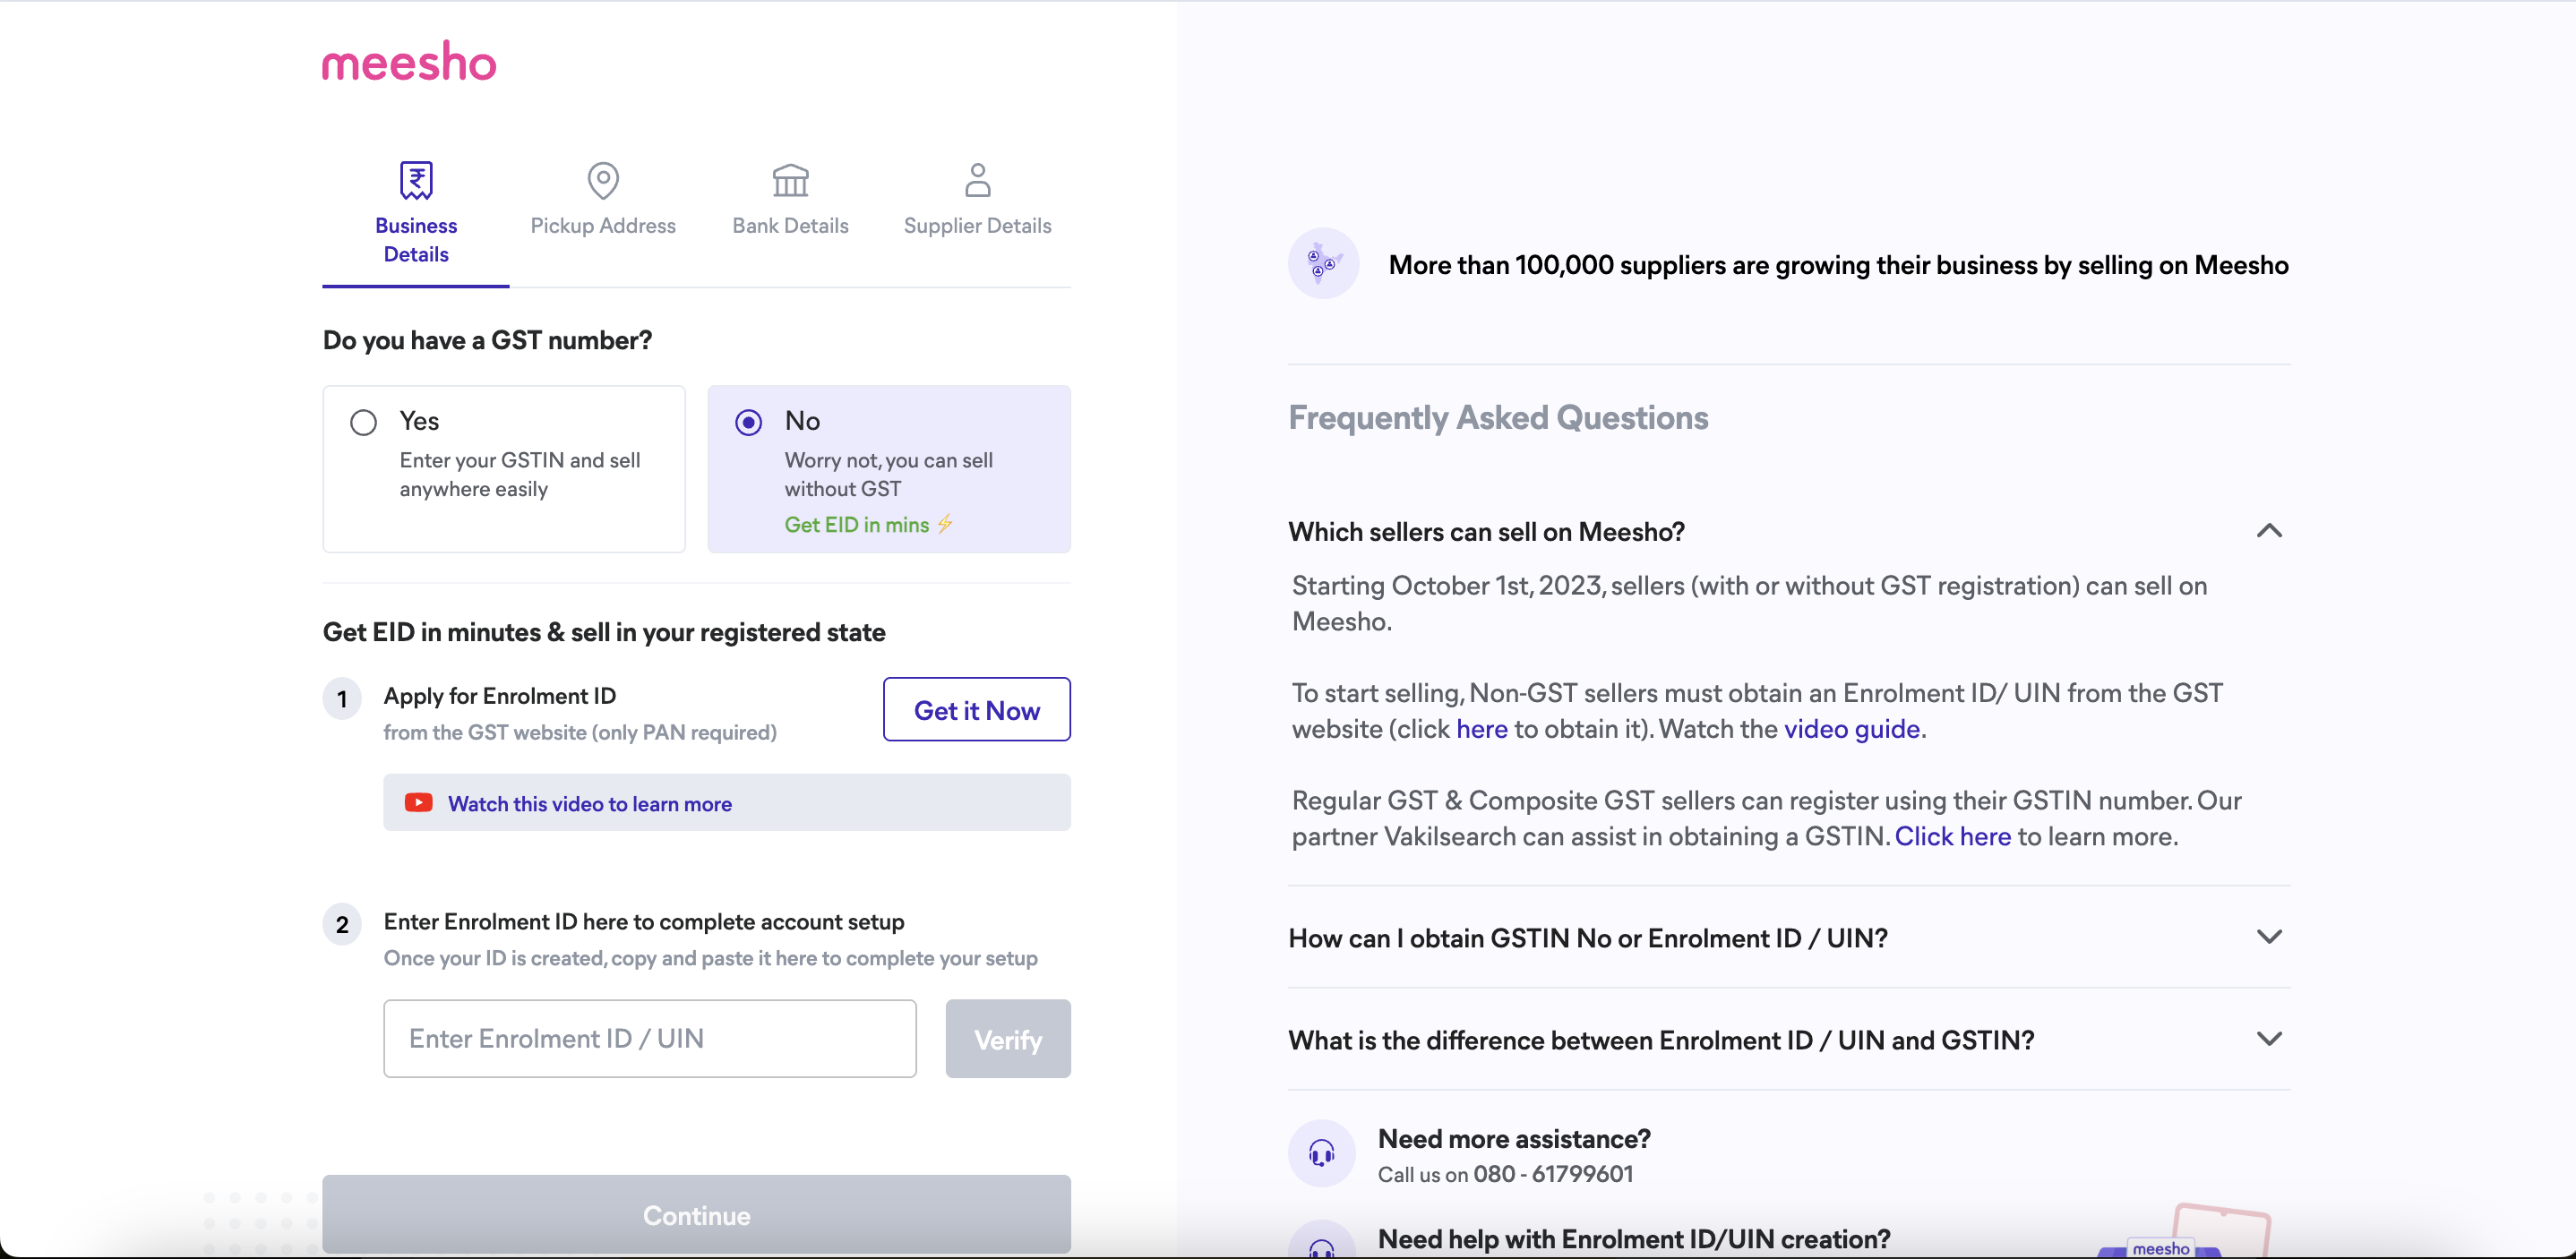 meesho
Business
Details
Pickup Address
Bank Details
Supplier Details
Do you have a GST number?
Yes
Enter your GSTIN and sell
anywhere easily
No
Worry not, you can sell
without GST
Get EID in mins ⚡
Get EID in minutes & sell in your registered state
1
Apply for Enrolment ID
from the GST website (only PAN required)
Get it Now
Watch this video to learn more
2
Enter Enrolment ID here to complete account setup
Once your ID is created, copy and paste it here to complete your setup
Enter Enrolment ID / UIN
Verify
Continue
More than 100,000 suppliers are growing their business by selling on Meesho
Frequently Asked Questions
Which sellers can sell on Meesho?
Starting October 1st, 2023, sellers (with or without GST registration) can sell on
Meesho.
To start selling, Non-GST sellers must obtain an Enrolment ID/ UIN from the GST
website (click here to obtain it). Watch the video guide.
Regular GST & Composite GST sellers can register using their GSTIN number. Our
partner Vakilsearch can assist in obtaining a GSTIN. Click here to learn more.
How can I obtain GSTIN No or Enrolment ID / UIN?
What is the difference between Enrolment ID / UIN and GSTIN?
Need more assistance?
Call us on 080 - 61799601
Need help with Enrolment ID/UIN creation?
meesho